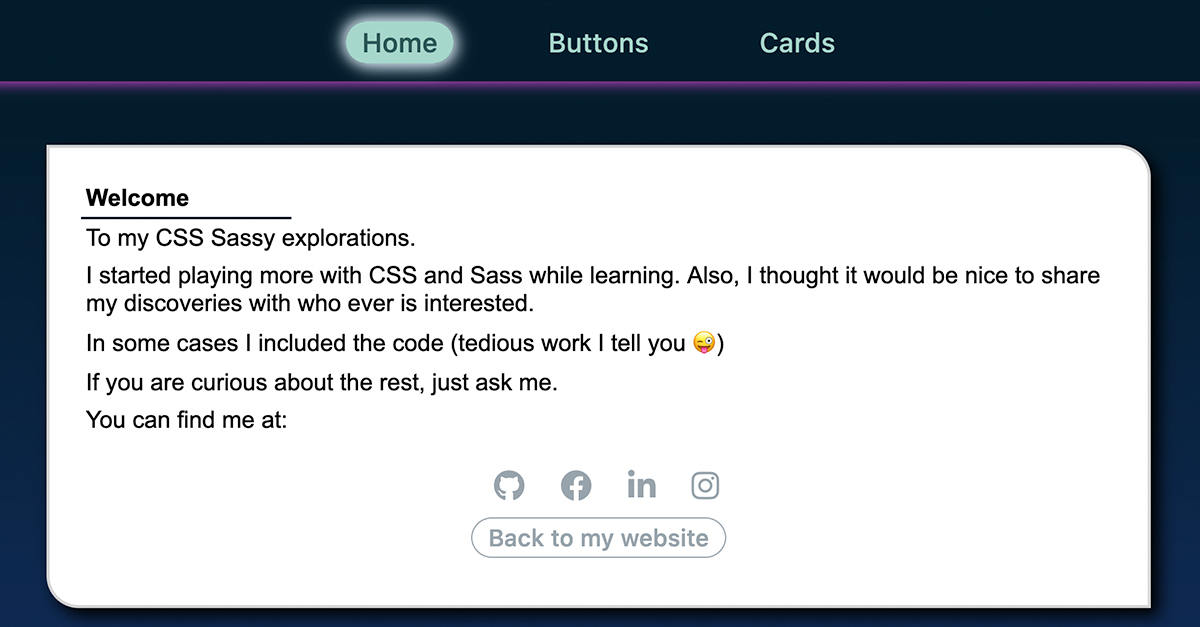 Home
Buttons
Cards
Welcome
To my CSS Sassy explorations.
I started playing more with CSS and Sass while learning. Also, I thought it would be nice to share
my discoveries with who ever is interested.
In some cases I included the code (tedious work I tell you 😜)
If you are curious about the rest, just ask me.
You can find me at:
in
Back to my website